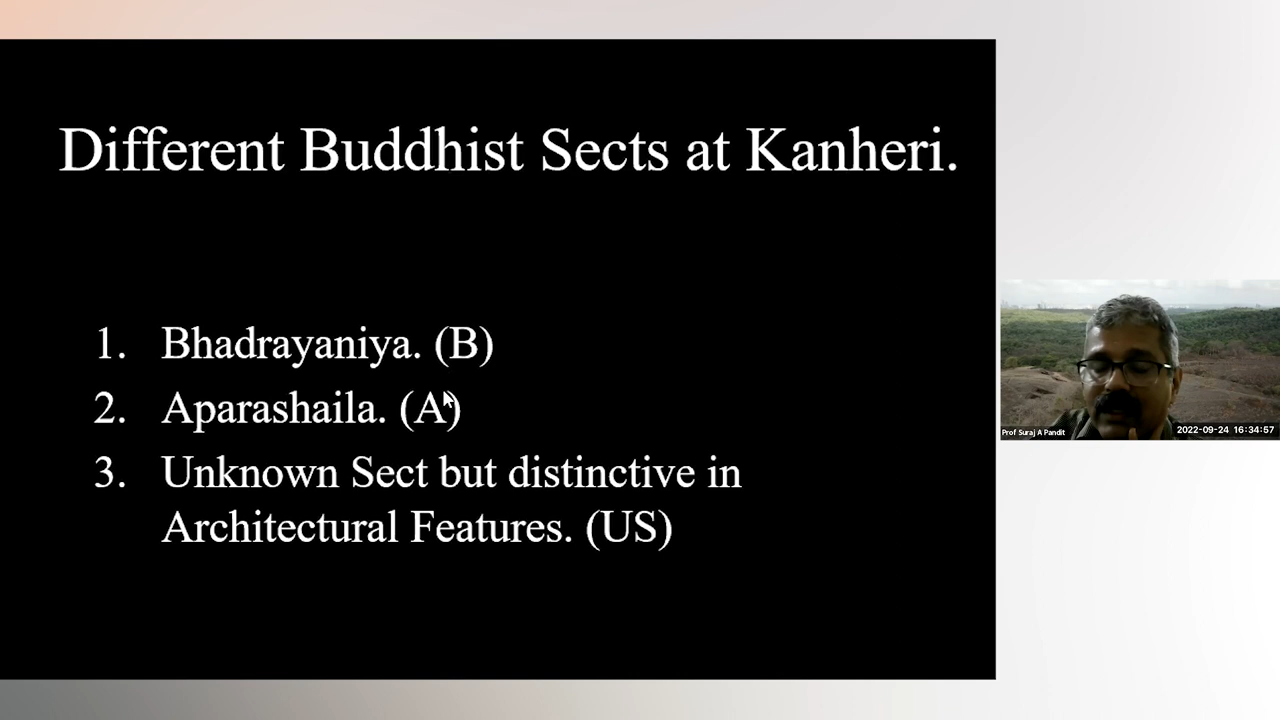 Different Buddhist Sects at Kanheri.
1. Bhadrayaniya. (B)
2. Aparashaila. (A)
3. Unknown Sect but distinctive in
Architectural Features. (US)
Prof Suraj A Pandit
2022-09-24 16:34:57